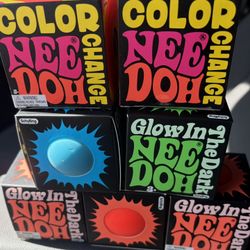 COLOR
NEE
DOH
CHANGE
COLOR
NEE
DOH
CHANGE
Glow In
The Dark!
NEE
DOH
Glow In
The Dark!
NEE
DOH
Glow In
The Dark!
NEE
DOH